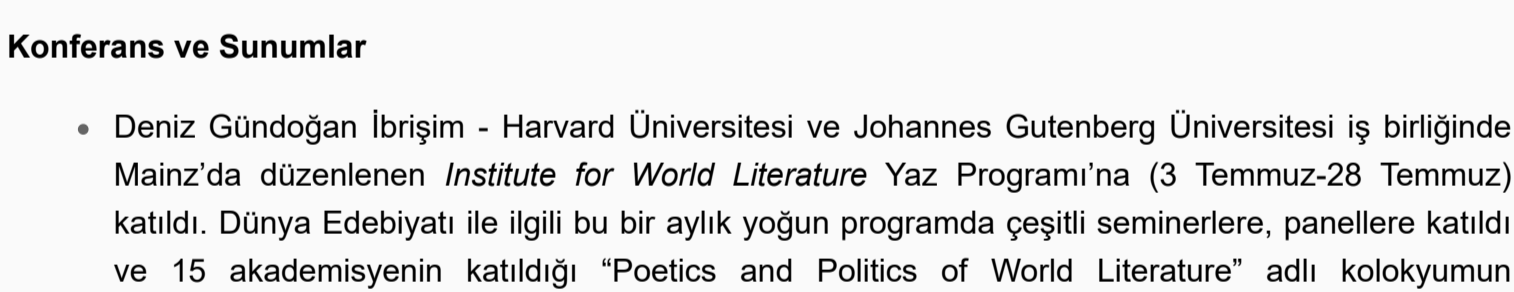 Konferans ve Sunumlar
• Deniz Gündoğan İbrişim - Harvard Üniversitesi ve Johannes Gutenberg Üniversitesi iş birliğinde
Mainz’da düzenlenen Institute for World Literature Yaz Programı’na (3 Temmuz-28 Temmuz)
katıldı. Dünya Edebiyatı ile ilgili bu bir aylık yoğun programda çeşitli seminerlere, panellere katıldı
ve 15 akademisyenin katıldığı “Poetics and Politics of World Literature” adlı kolokyumun